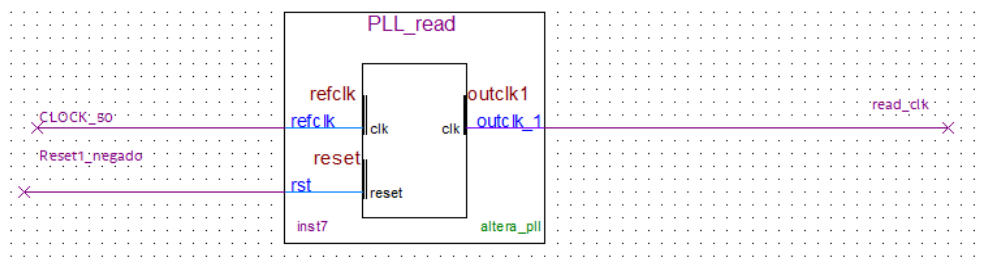 PLL_read
refclk
outclk1
read_clk
CLOCK_50
refclk
clk
clk
outclk_1
Reset1_negado
reset
rst
reset
inst7
altera_pll